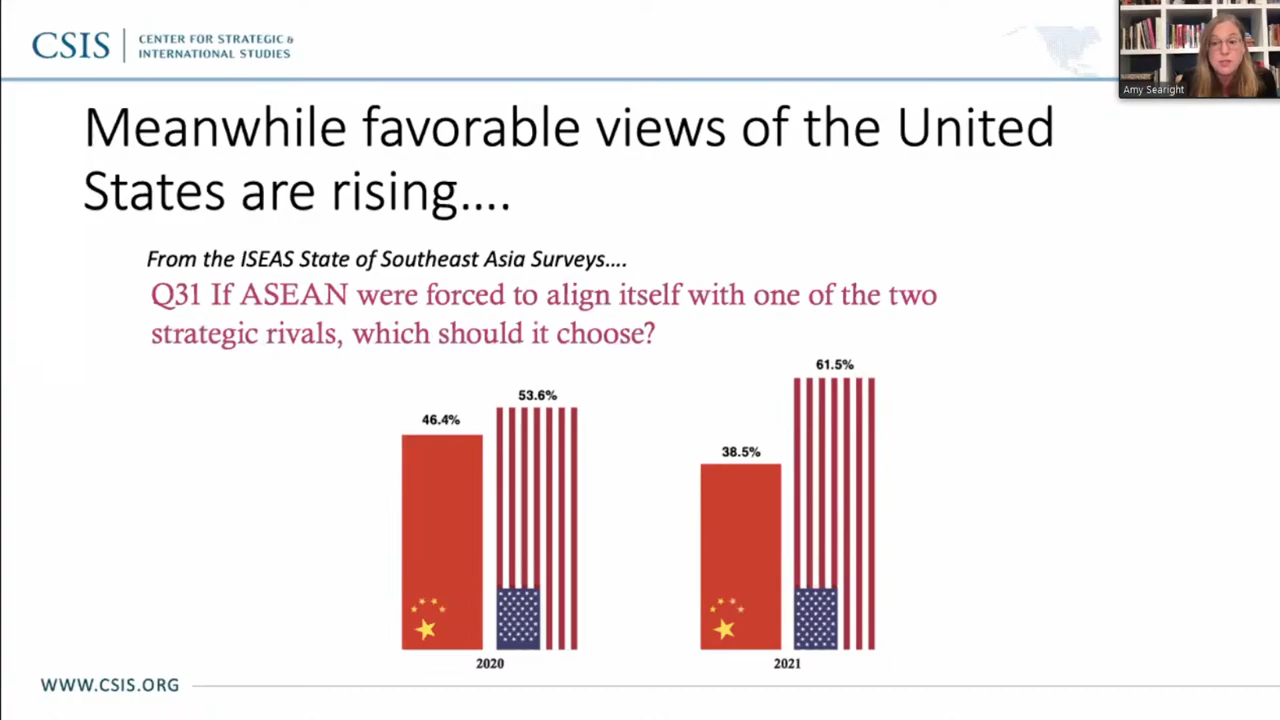 CSIS
CENTER FOR STRATEGIC &
INTERNATIONAL STUDIES
Amy Searight
Meanwhile favorable views of the United
States are rising....
From the ISEAS State of Southeast Asia Surveys....
Q31 If ASEAN were forced to align itself with one of the two
strategic rivals, which should it choose?
46.4%
53.6%
38.5%
61.5%
2020
2021
WWW.CSIS.ORG